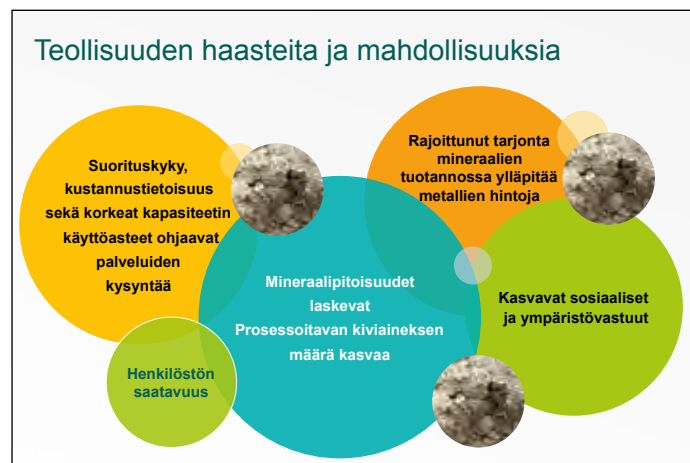 Teollisuuden haasteita ja mahdollisuuksia
Suorituskyky,
kustannustietoisuus
sekä korkeat kapasiteetin
käyttöasteet ohjaavat
palveluiden
kysyntää
Rajoittunut tarjonta
mineraalien
tuotannossa ylläpitää
metallien hintoja
Mineraalipitoisuudet
laskevat
Prosessoitavan kiviaineksen
määrä kasvaa
Kasvavat sosiaaliset
ja ympäristövastuut
Henkilöstön
saatavuus